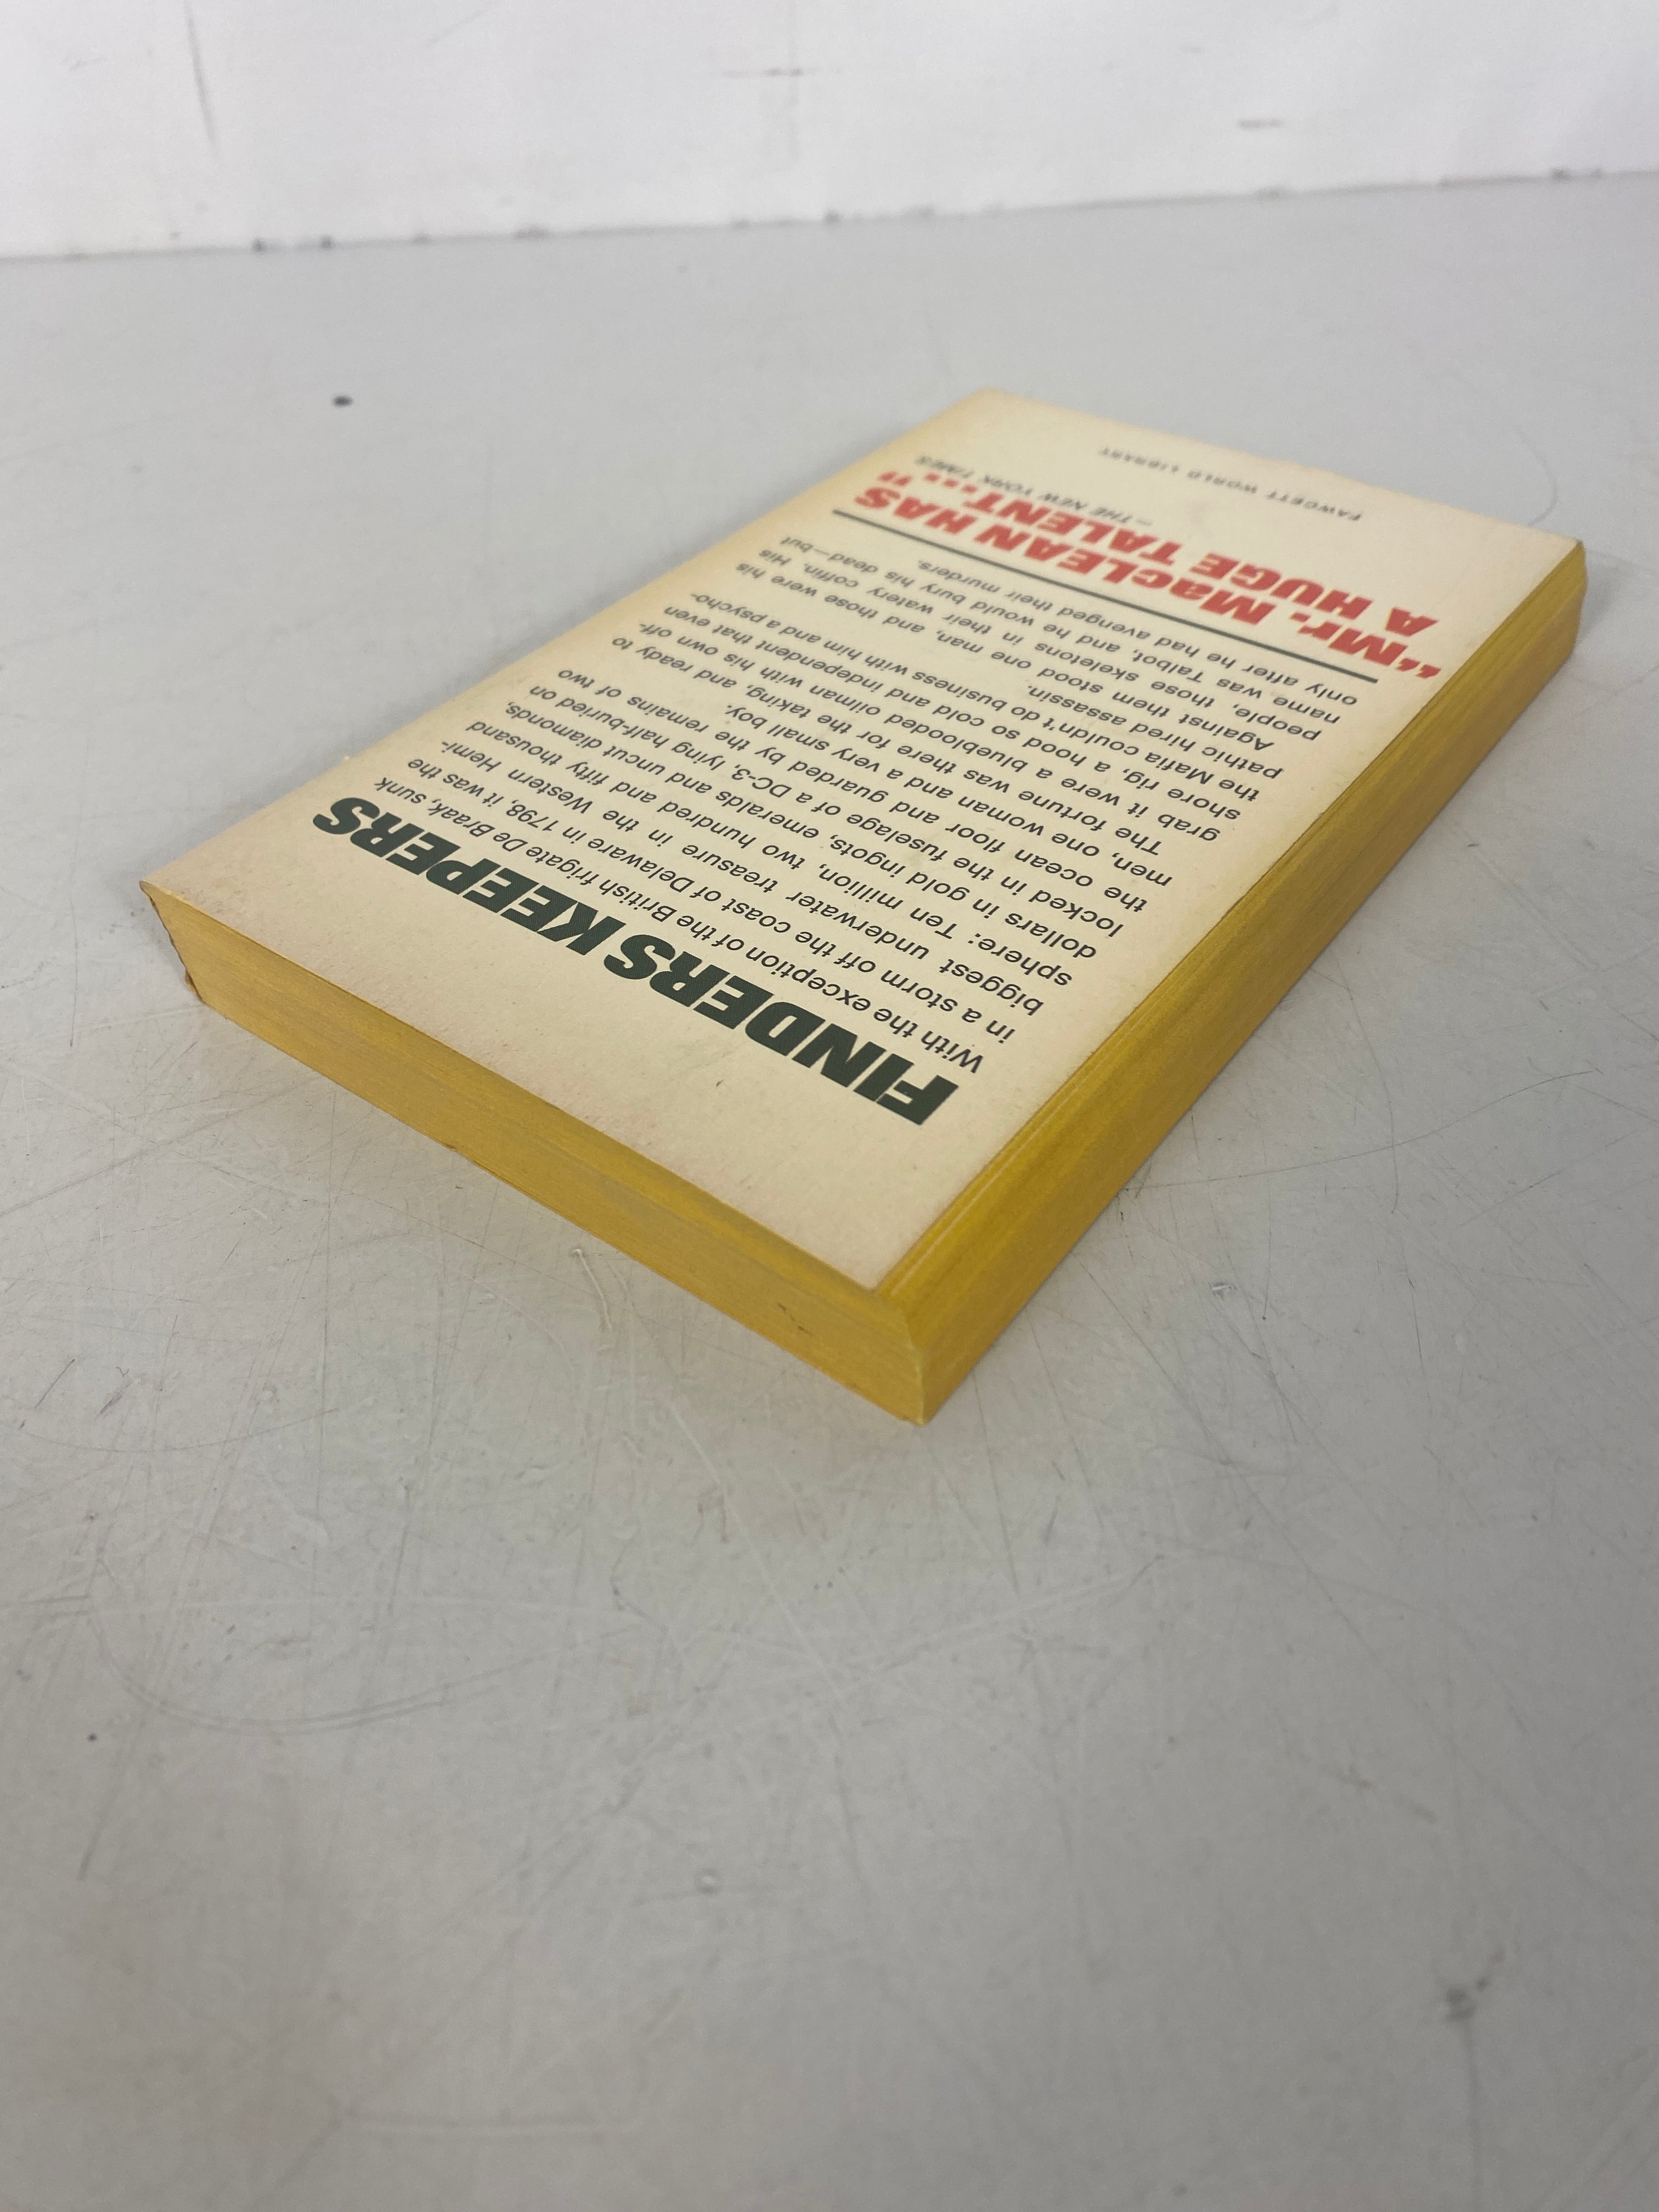 FINDERS KEEPERS
With the exception of the British frigate De Braak, sunk
in a storm off the coast of Delaware in 1798, it was the
biggest underwater treasure in the Western Hemi-
sphere: Ten million, two hundred and fifty thousand
dollars in gold ingots, emeralds and uncut diamonds,
locked in the fuselage of a DC-3, lying half-buried on
the ocean floor and guarded by the remains of two
men, one woman and a very small boy.
The fortune was there for the taking, and ready to
grab it were a blueblooded oilman with his own off-
shore rig, a hood so cold and independent that even
the Mafia couldn't do business with him and a psycho-
pathic hired assassin.
Against them stood one man, and those were his
people, those skeletons in their watery coffin. His
name was Talbot, and he would bury his dead—but
only after he had avenged their murders.
“Mr. MacLEAN HAS
A HUGE TALENT...”
—THE NEW YORK TIMES
FAWCETT WORLD LIBRARY